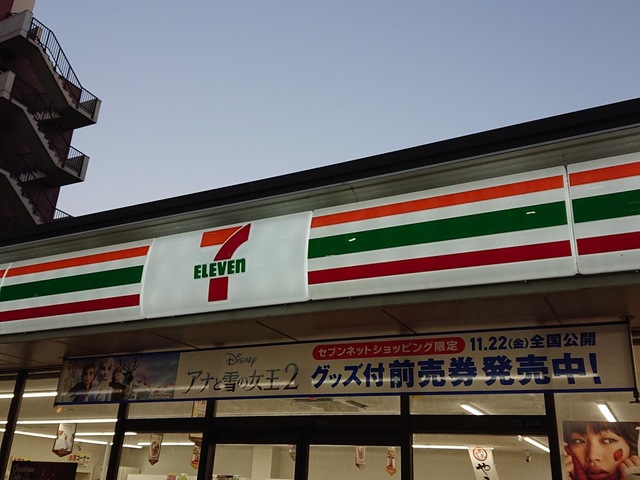 7
ELEVEn
Disney
アナと雪の女王2
セブンネットショッピング限定
11.22(金)全国公開
グッズ付前売券発売中!